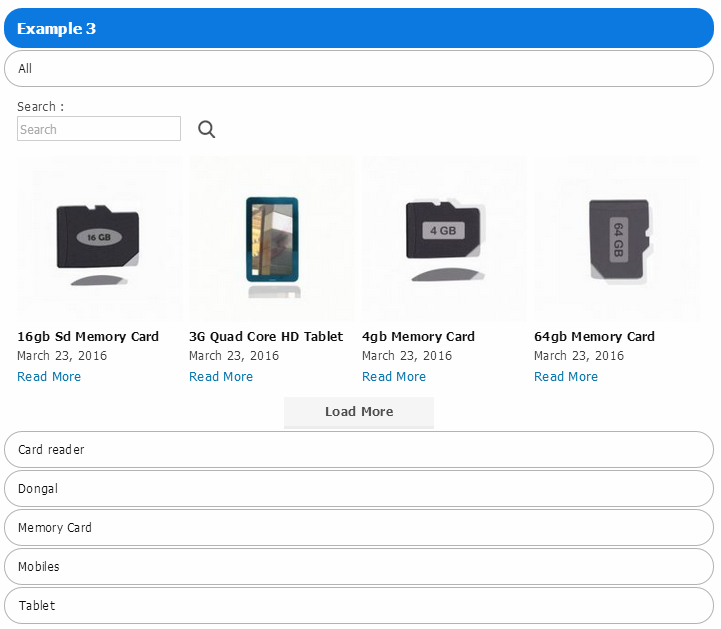 Example 3
All
Search :
Search
16 GB
4 GB
64 GB
16gb Sd Memory Card
3G Quad Core HD Tablet
4gb Memory Card
64gb Memory Card
March 23, 2016
March 23, 2016
March 23, 2016
March 23, 2016
Read More
Read More
Read More
Read More
Load More
Card reader
Dongal
Memory Card
Mobiles
Tablet